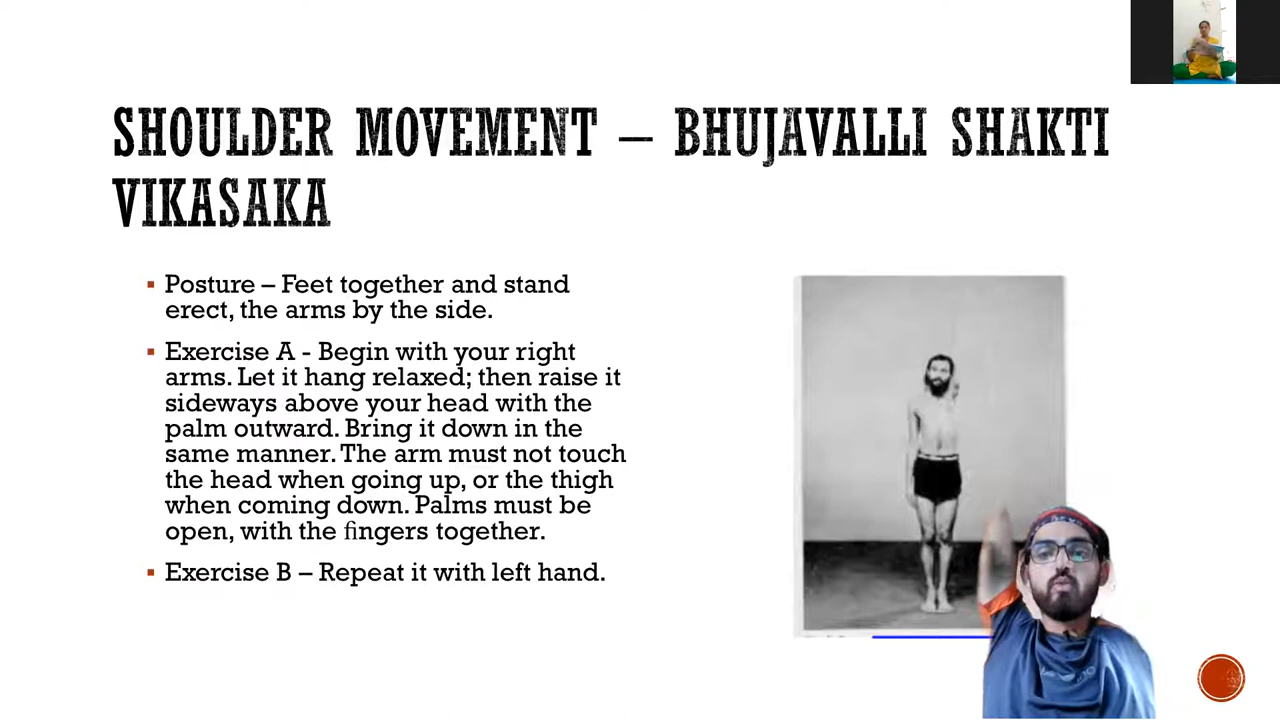 SHOULDER MOVEMENT – BHUJAVALLI SHAKTI
VIKASAKA
▪ Posture – Feet together and stand
erect, the arms by the side.
▪ Exercise A - Begin with your right
arms. Let it hang relaxed; then raise it
sideways above your head with the
palm outward. Bring it down in the
same manner. The arm must not touch
the head when going up, or the thigh
when coming down. Palms must be
open, with the fingers together.
▪ Exercise B – Repeat it with left hand.